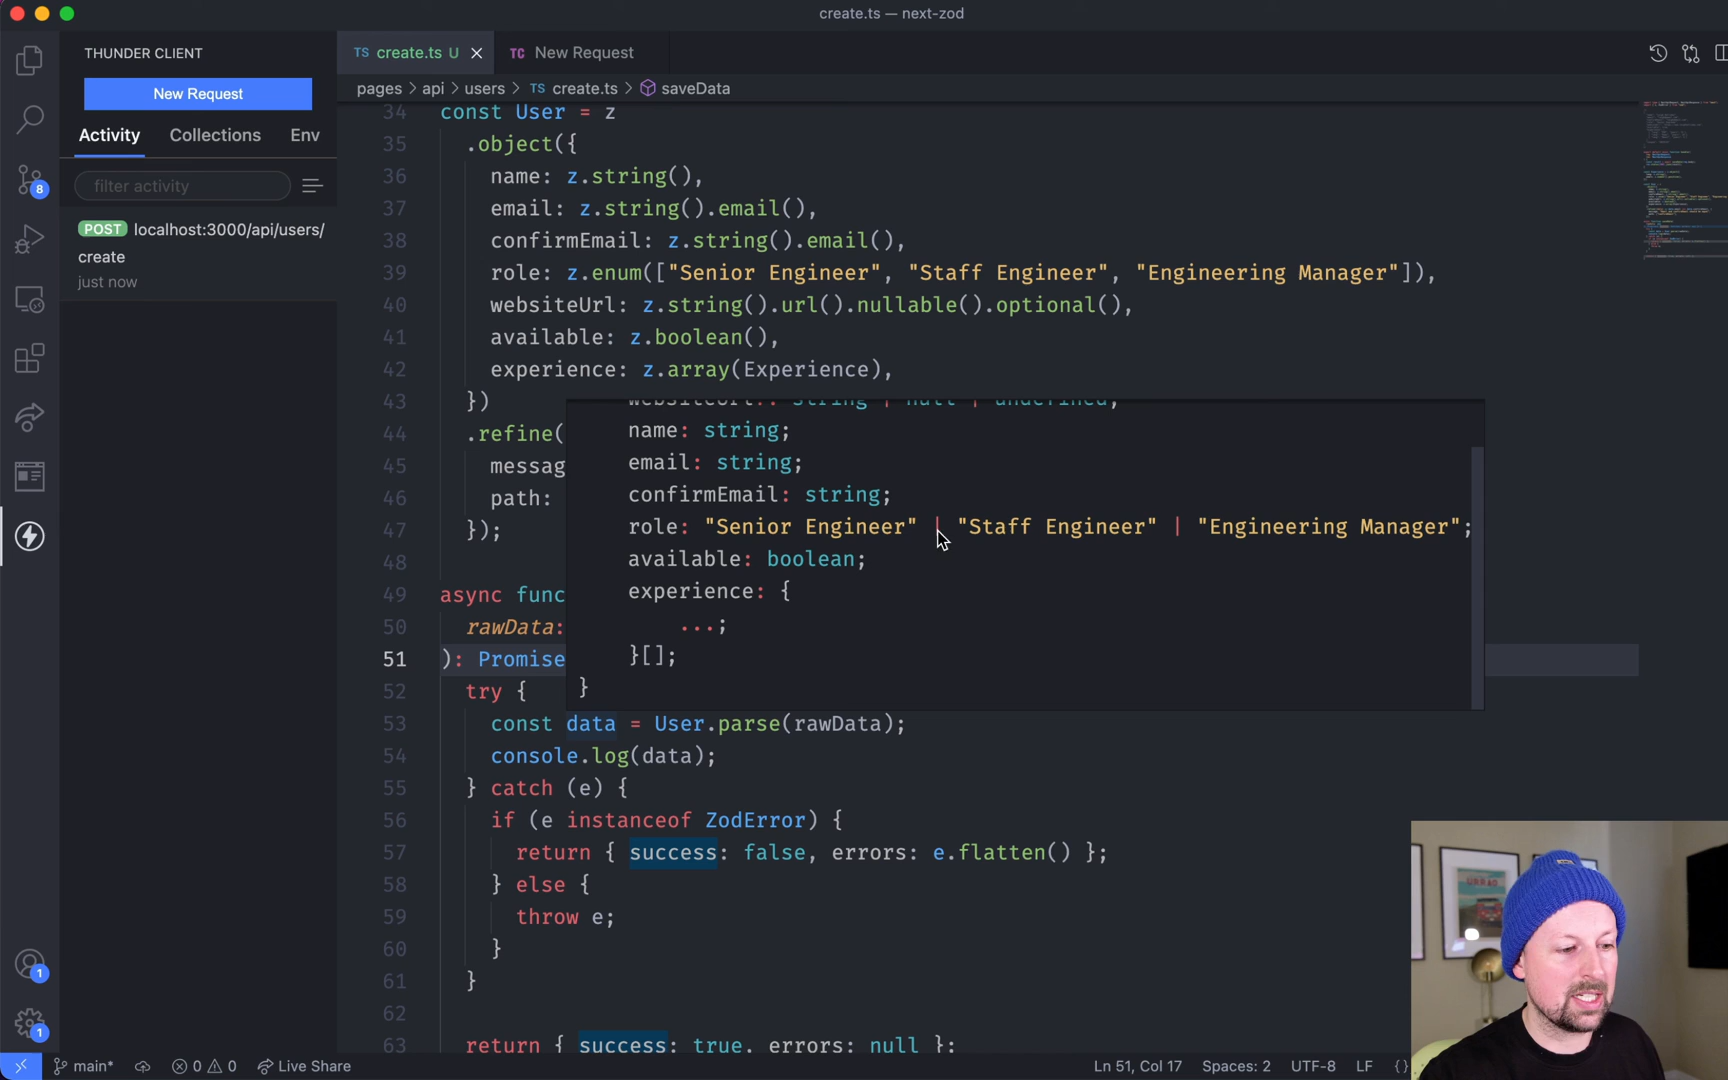 create.ts — next-zod
THUNDER CLIENT
New Request
Activity Collections Env
filter activity
POST localhost:3000/api/users/
create
just now
TS create.ts U
TC New Request
pages > api > users > TS create.ts > saveData
34 const User = z
35 .object({
36 name: z.string(),
37 email: z.string().email(),
38 confirmEmail: z.string().email(),
39 role: z.enum(["Senior Engineer", "Staff Engineer", "Engineering Manager"]),
40 websiteUrl: z.string().url().nullable().optional(),
41 available: z.boolean(),
42 experience: z.array(Experience),
43 })
44 .refine(
45 messag
46 path:
47 });
48
49 async func
50 rawData:
51 ): Promise
websiteUrl?: string | null | undefined;
name: string;
email: string;
confirmEmail: string;
role: "Senior Engineer" | "Staff Engineer" | "Engineering Manager";
available: boolean;
experience: {
...;
}[];
}
52 try {
53 const data = User.parse(rawData);
54 console.log(data);
55 } catch (e) {
56 if (e instanceof ZodError) {
57 return { success: false, errors: e.flatten() };
58 } else {
59 throw e;
60 }
61 }
62
63 return { success: true, errors: null };
8
1
1
main* 0 0 Live Share
Ln 51, Col 17 Spaces: 2 UTF-8 LF {}
URRAO